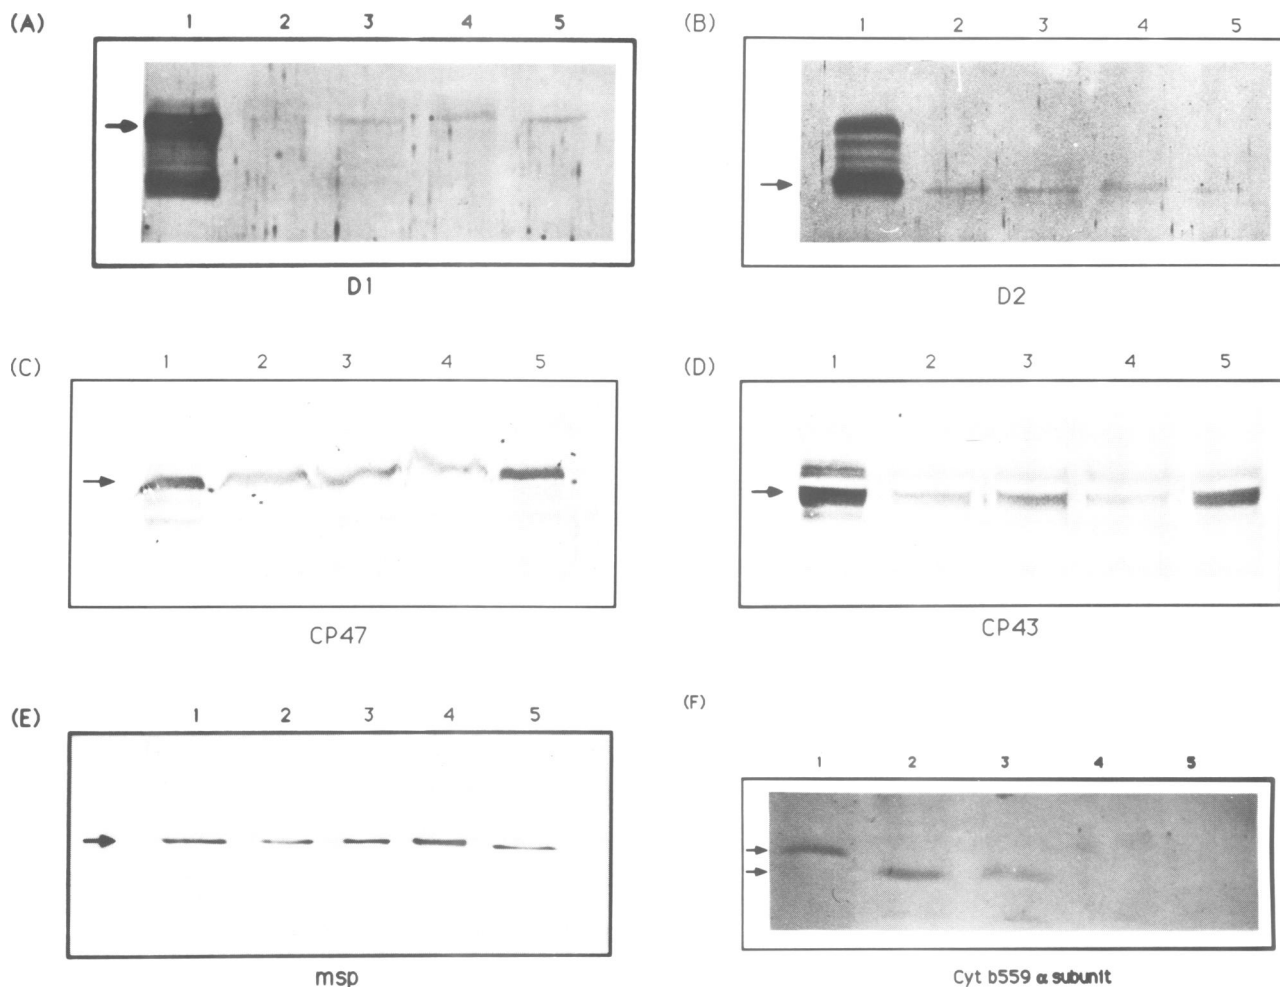 (A) 1 2 3 4 5
D1
(B) 1 2 3 4 5
D2
(C) 1 2 3 4 5
CP47
(D) 1 2 3 4 5
CP43
(E) 1 2 3 4 5
msp
(F)
1 2 3 4 5
Cyt b559 α subunit